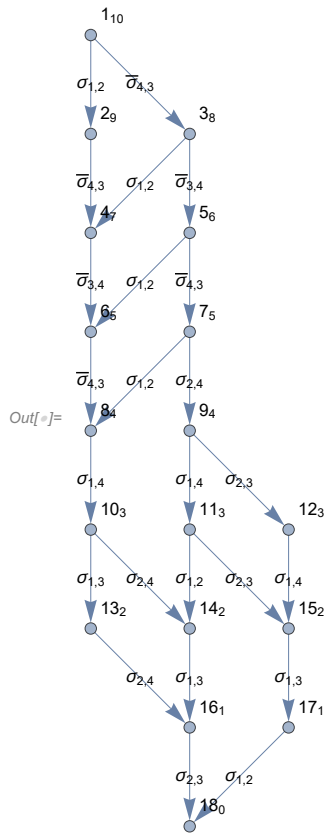 1₁₀
σ₁,₂ σ̅₄,₃
2₉ 3₈
σ̅₄,₃ σ₁,₂ σ̅₃,₄
4₇ 5₆
σ̅₃,₄ σ₁,₂ σ̅₄,₃
6₅ 7₅
σ̅₄,₃ σ₁,₂ σ₂,₄
Out[•]= 8₄ 9₄
σ₁,₄ σ₁,₄ σ₂,₃
10₃ 11₃ 12₃
σ₁,₃ σ₂,₄ σ₁,₂ σ₂,₃ σ₁,₄
13₂ 14₂ 15₂
σ₂,₄ σ₁,₃ σ₁,₃
16₁ 17₁
σ₂,₃ σ₁,₂
18₀